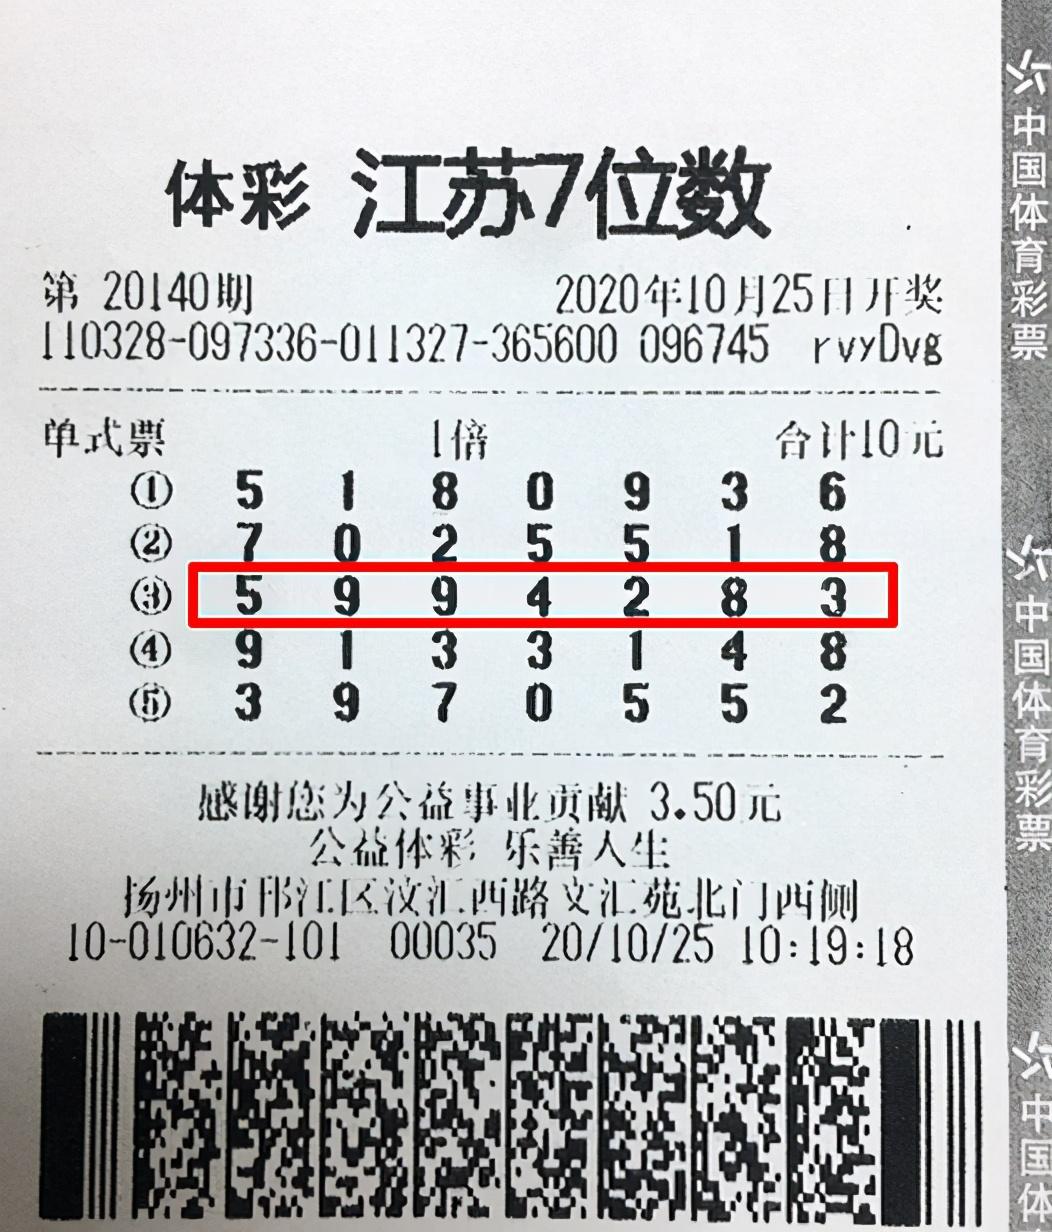 体彩 江苏7位数
第 20140期 2020年10月25日开奖
110328-097336-011327-365600 096745 rvyDvg
单式票 1倍 合计10元
① 5 1 8 0 9 3 6
② 7 0 2 5 5 1 8
③ 5 9 9 4 2 8 3
④ 9 1 3 3 1 4 8
⑤ 3 9 7 0 5 5 2
感谢您为公益事业贡献 3.50元
公益体彩 乐善人生
扬州市邗江区汶汇西路文汇苑北门西侧
10-010632-101 00035 20/10/25 10:19:18
中国体育彩票
中国体育彩票
中国体